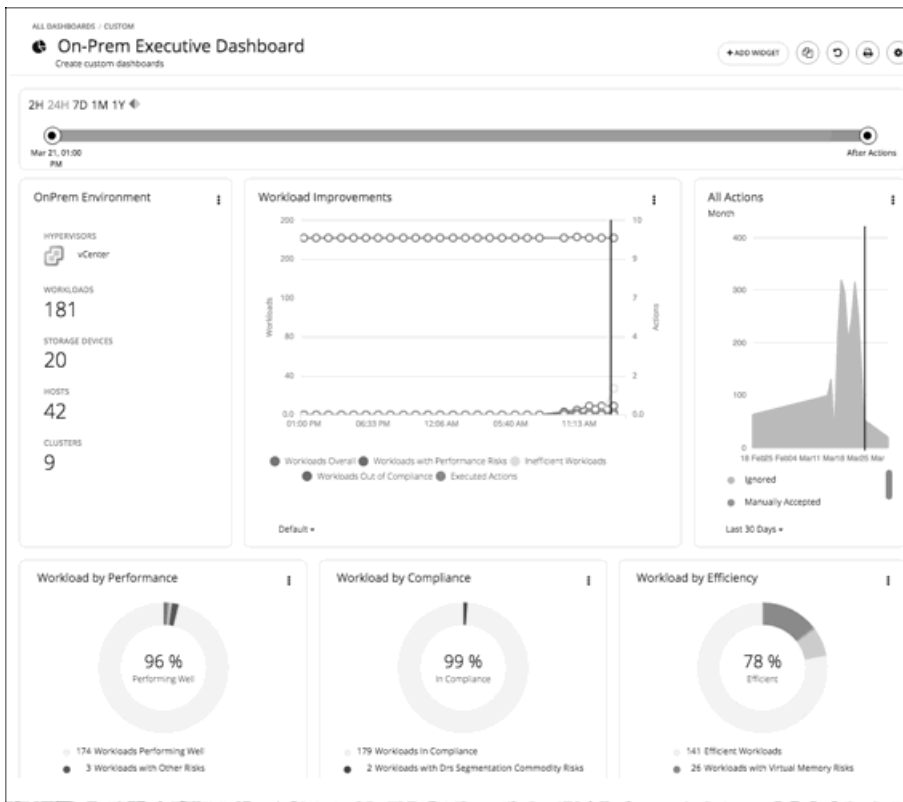 ALL DASHBOARDS / CUSTOM
On-Prem Executive Dashboard
Create custom dashboards
+ ADD WIDGET
2H 24H 7D 1M 1Y
Mar 21, 01:00
PM
After Actions
OnPrem Environment
HYPERVISORS
vCenter
WORKLOADS
181
STORAGE DEVICES
20
HOSTS
42
CLUSTERS
9
Workload Improvements
200
200
100
80
40
0.0
Workloads
10
9
7
4
2
0.0
Actions
01:00 PM 06:33 PM 12:06 AM 05:40 AM 11:13 AM
Workloads Overall Workloads with Performance Risks Inefficient Workloads
Workloads Out of Compliance Executed Actions
Default
All Actions
Month
400
300
200
100
0
18 Feb25 Feb04 Mar11 Mar18 Mar25 Mar
Ignored
Manually Accepted
Last 30 Days
Workload by Performance
96 %
Performing Well
174 Workloads Performing Well
3 Workloads with Other Risks
Workload by Compliance
99 %
In Compliance
179 Workloads In Compliance
2 Workloads with Drs Segmentation Commodity Risks
Workload by Efficiency
78 %
Efficient
141 Efficient Workloads
26 Workloads with Virtual Memory Risks